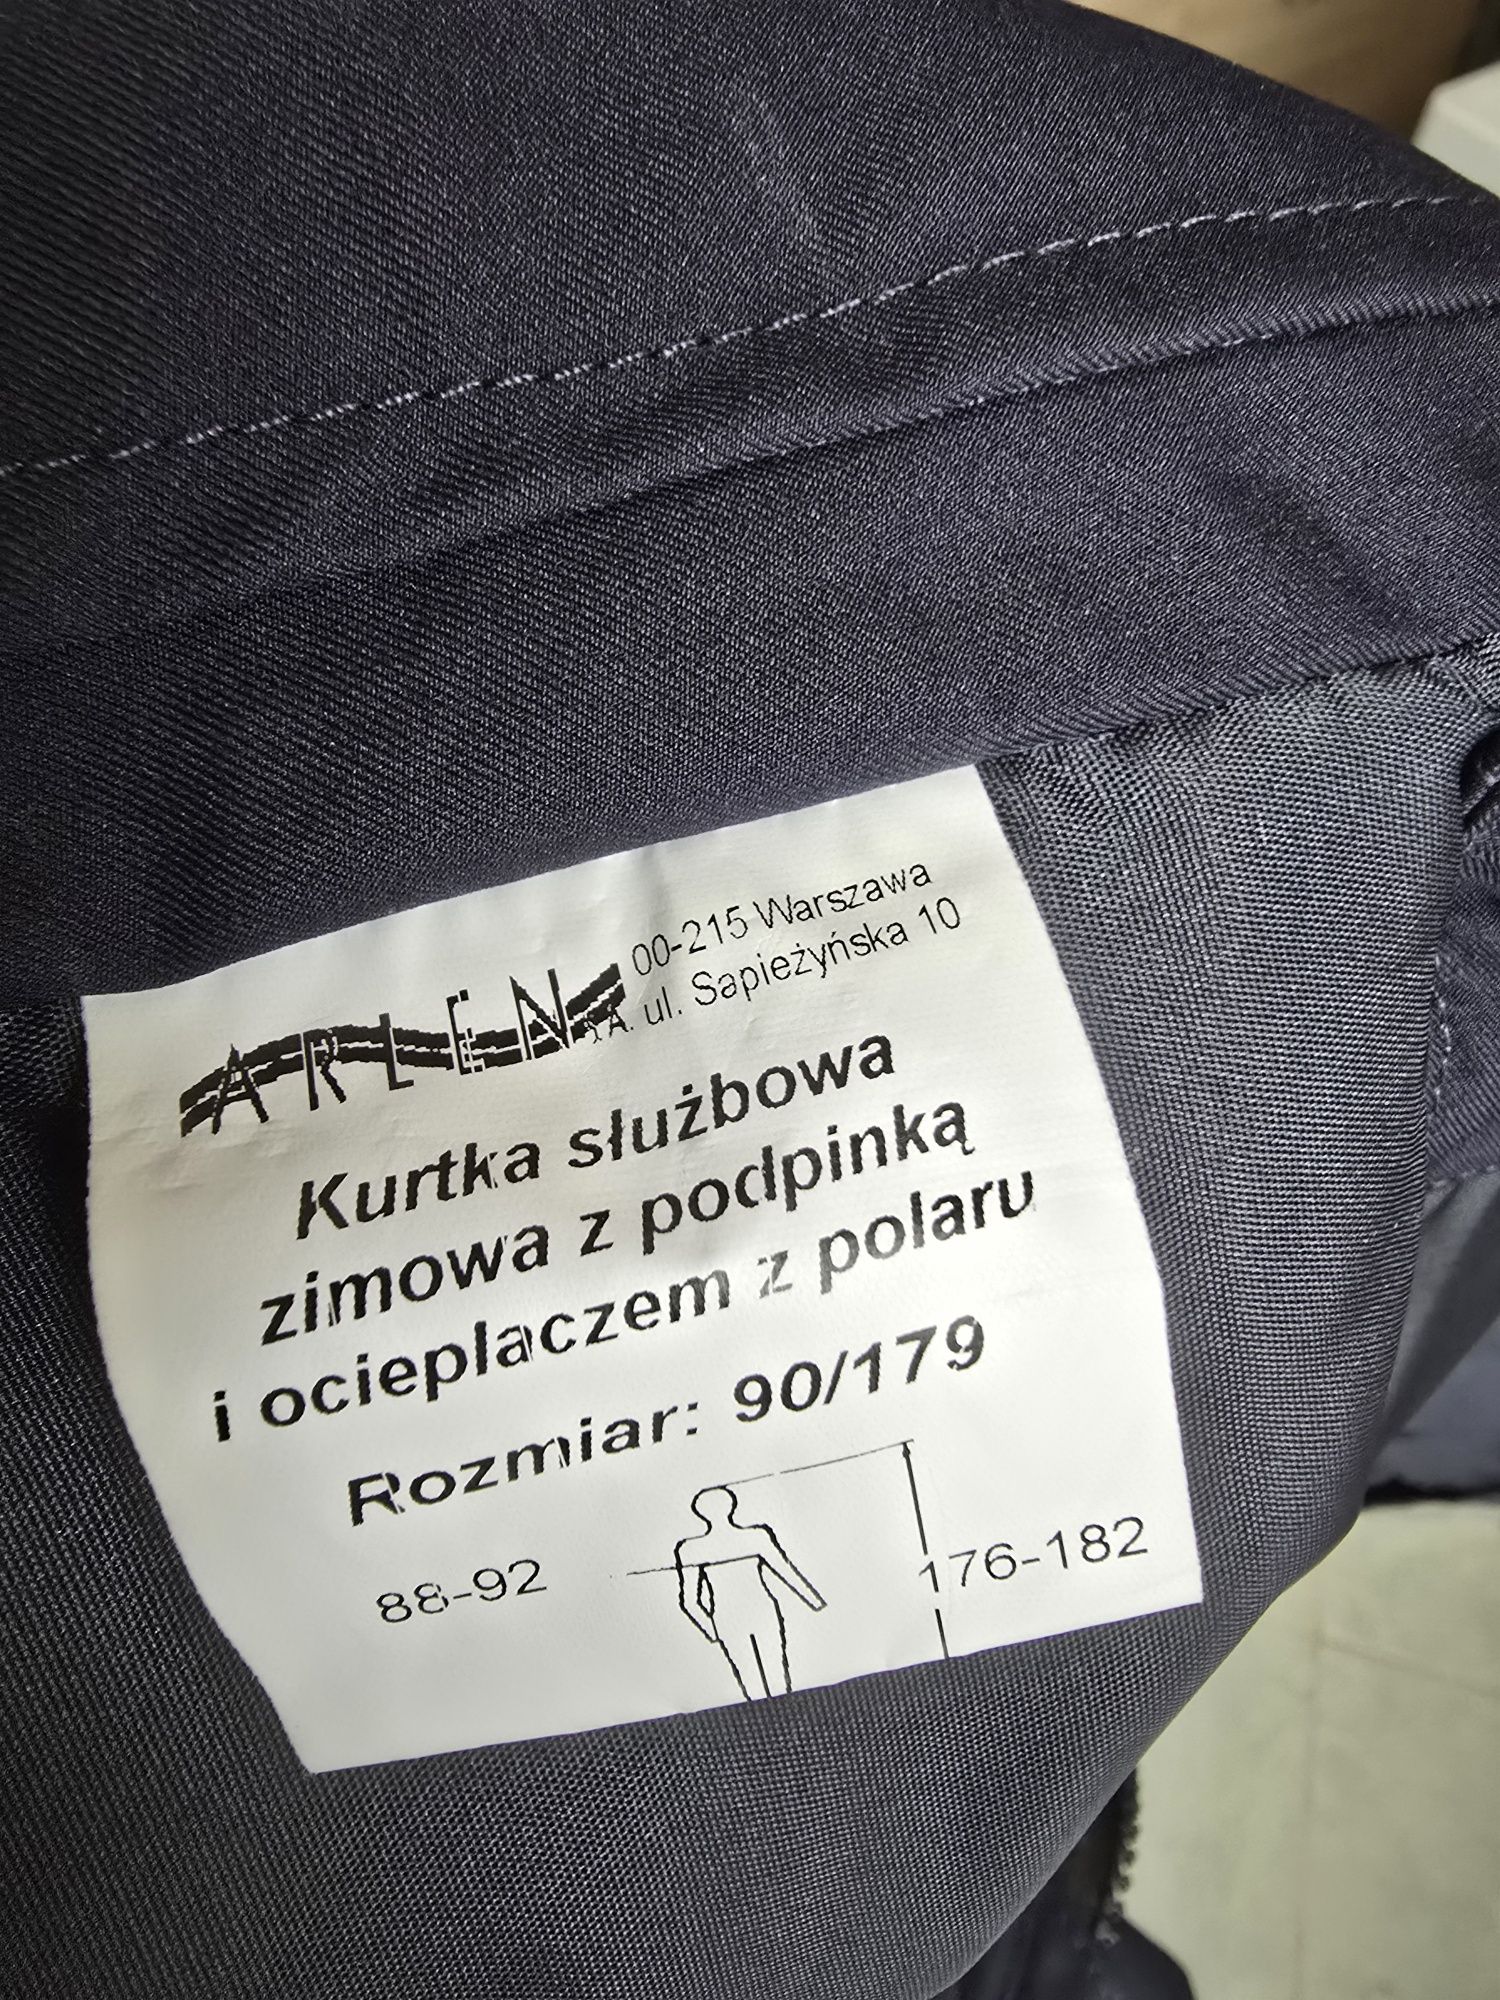 ARLEN S.A.
00-215 Warszawa
ul. Sapieżyńska 10
Kurtka służbowa
zimowa z podpinką
i ocieplaczem z polaru
Rozmiar: 90/179
88-92
176-182